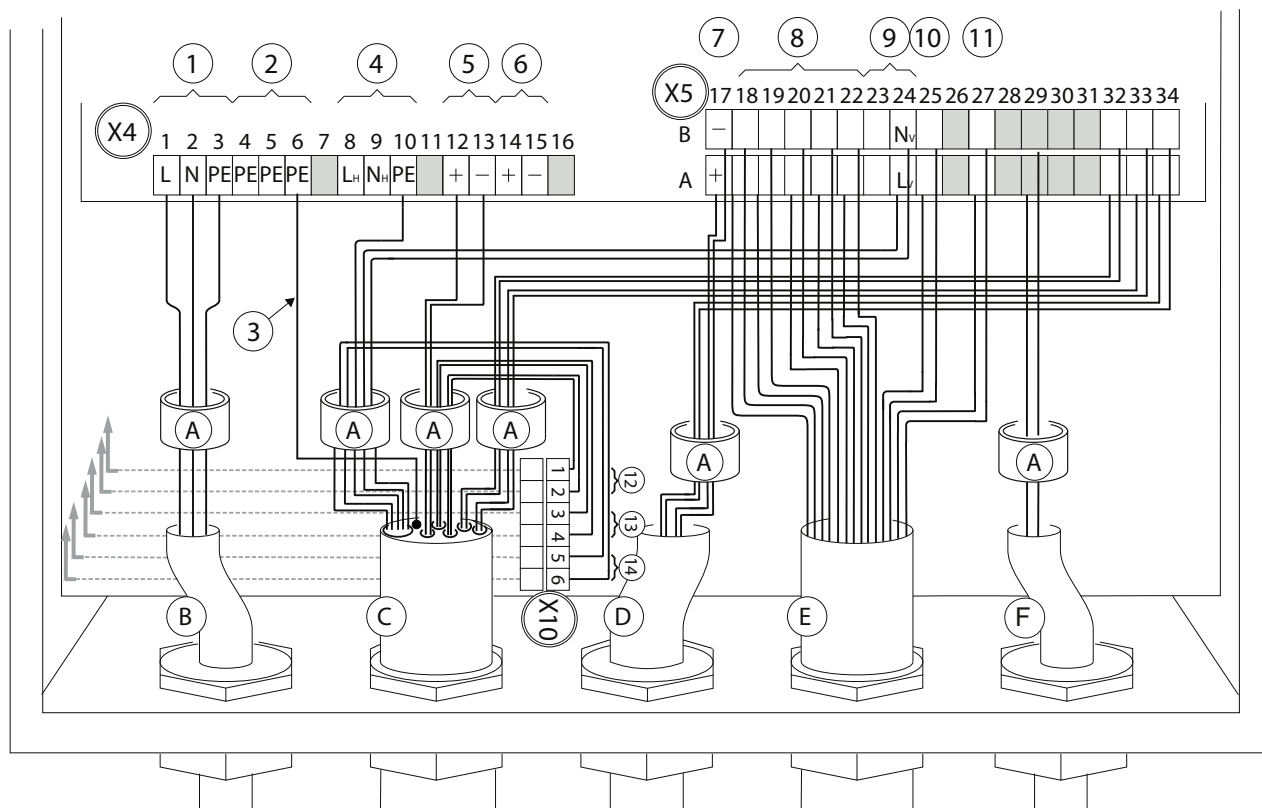 1 2 4 5 6 7 8 9 10 11
X4
1 2 3 4 5 6 7 8 9 10 11 12 13 14 15 16
L N PE PE PE PE LH NH PE + − + −
X5
17 18 19 20 21 22 23 24 25 26 27 28 29 30 31 32 33 34
B − NV
A + LV
3
A A A A A A
1 2 3 4 5 6
12
13
14
X10
B C D E F